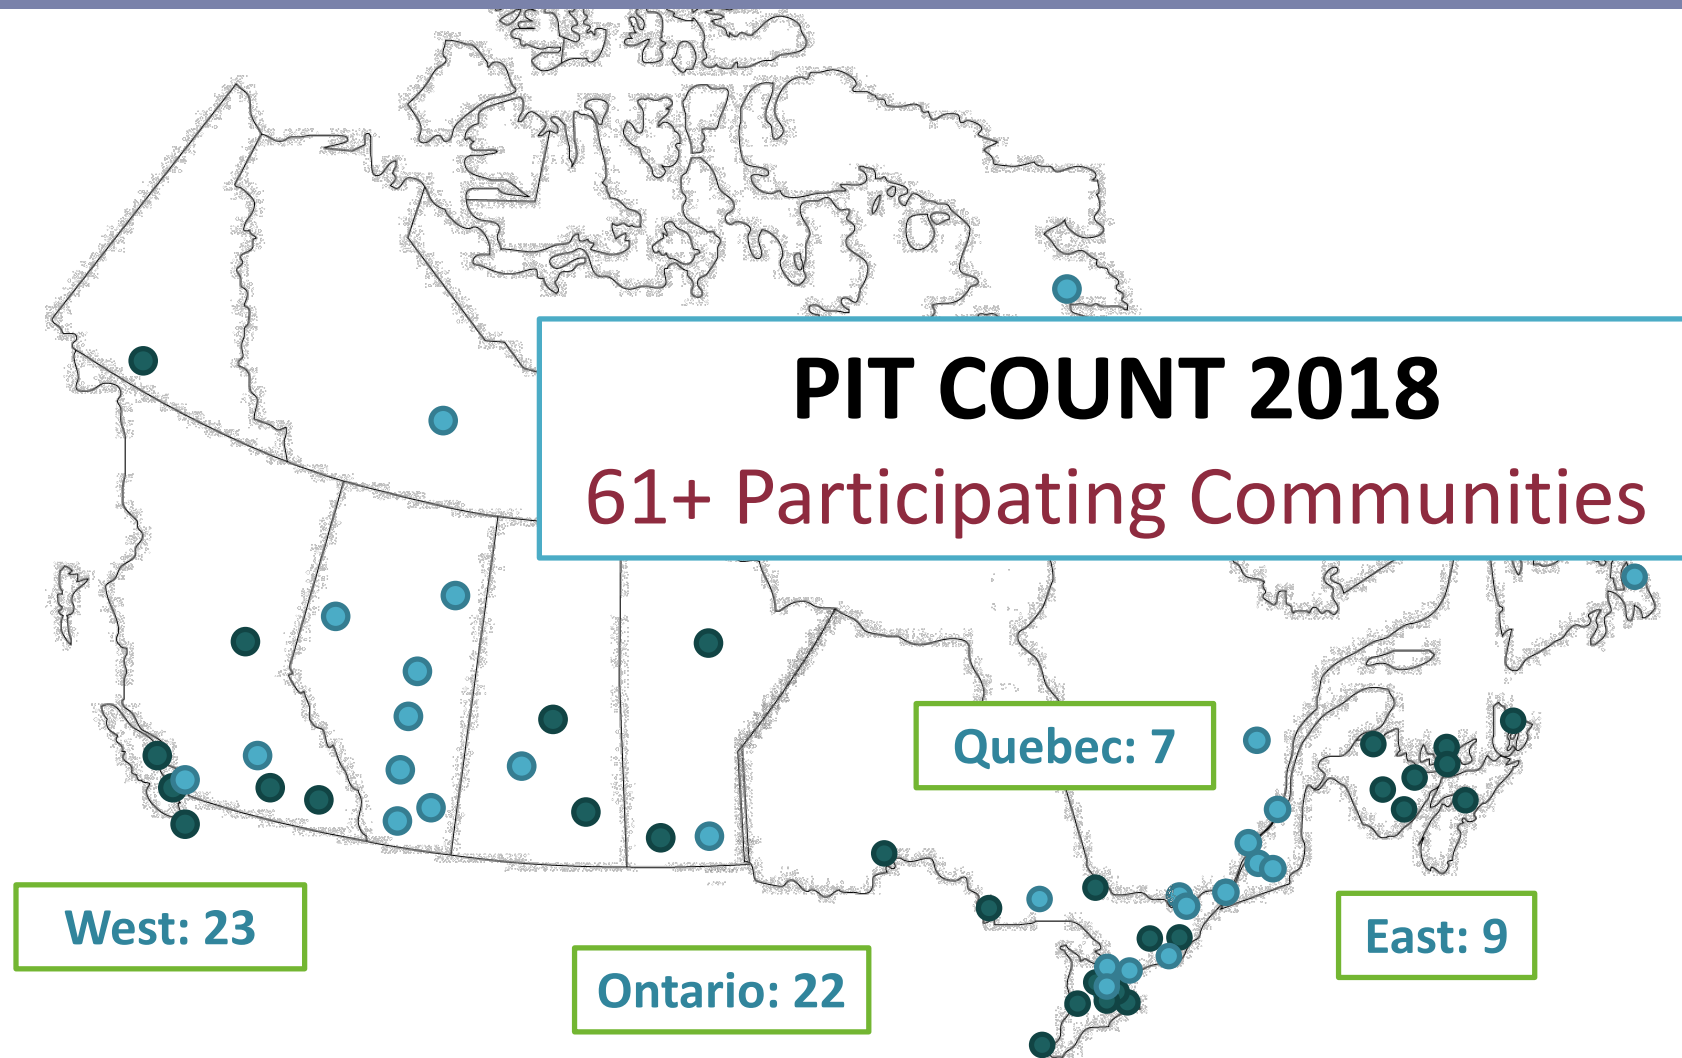 PIT COUNT 2018
61+ Participating Communities
Quebec: 7
West: 23
East: 9
Ontario: 22